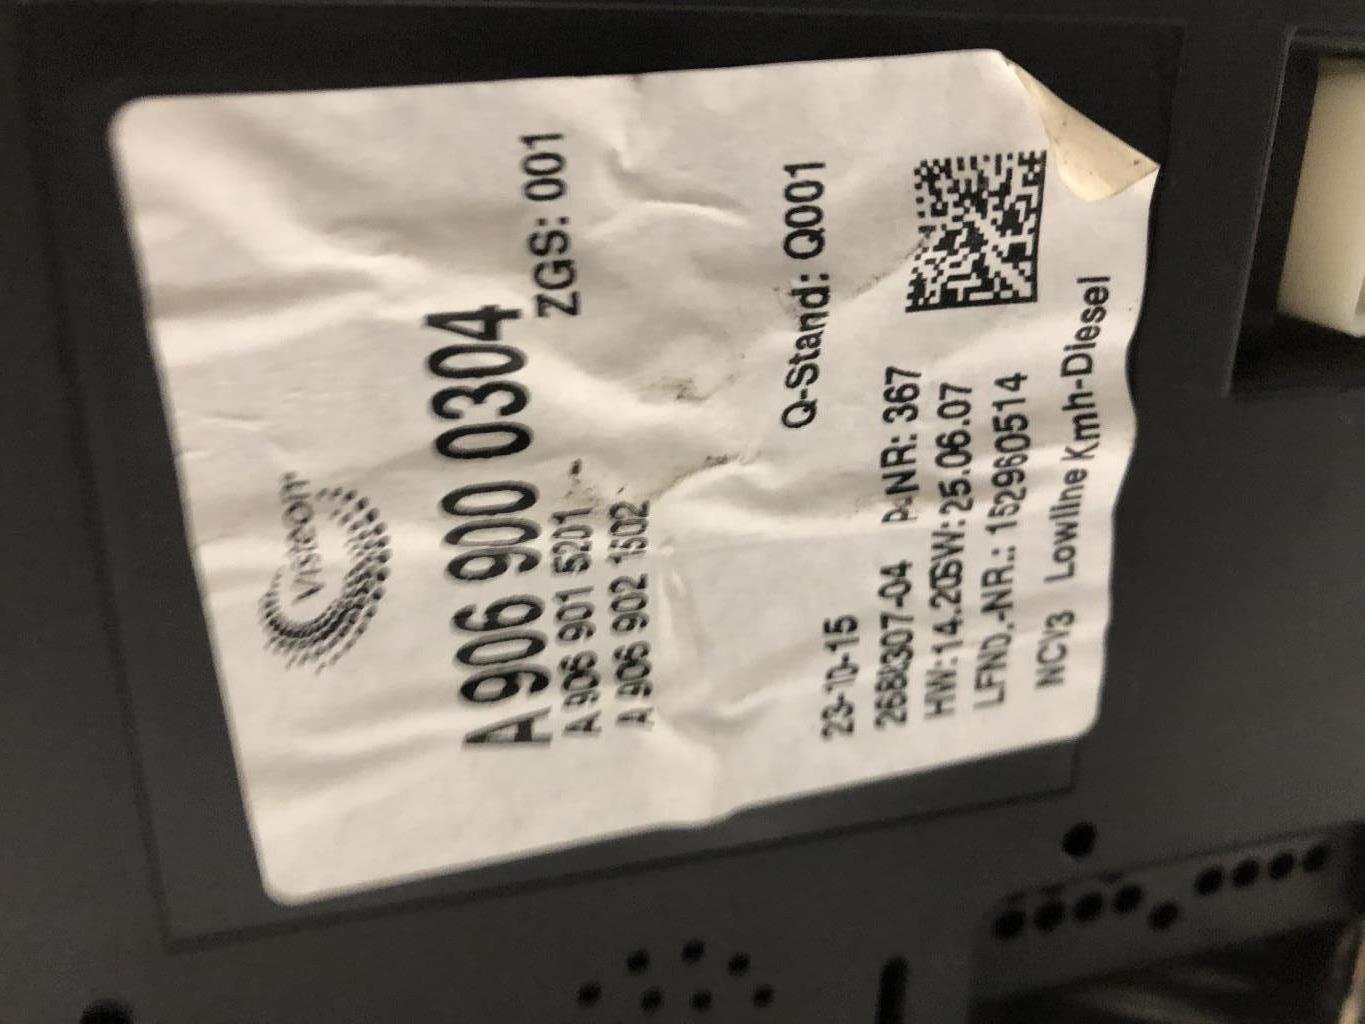 Visteon
A 906 900 0304
A 906 901 5201
ZGS: 001
A 906 902 1502
Q-Stand: Q001
23-10-15
P-NR: 367
HW:14.20 SW:25.06.07
LFND.-NR.: 152960514
NCV3 Lowline Kmh-Diesel